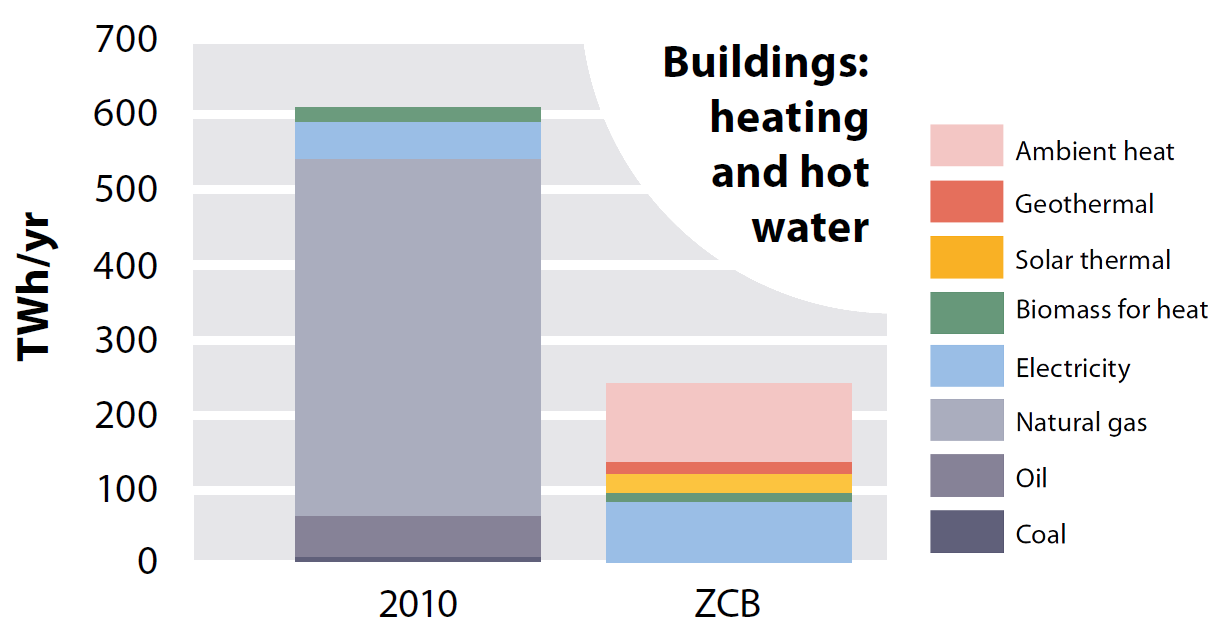 700
600
500
400
300
200
100
0
TWh/yr
Buildings:
heating
and hot
water
2010
ZCB
Ambient heat
Geothermal
Solar thermal
Biomass for heat
Electricity
Natural gas
Oil
Coal